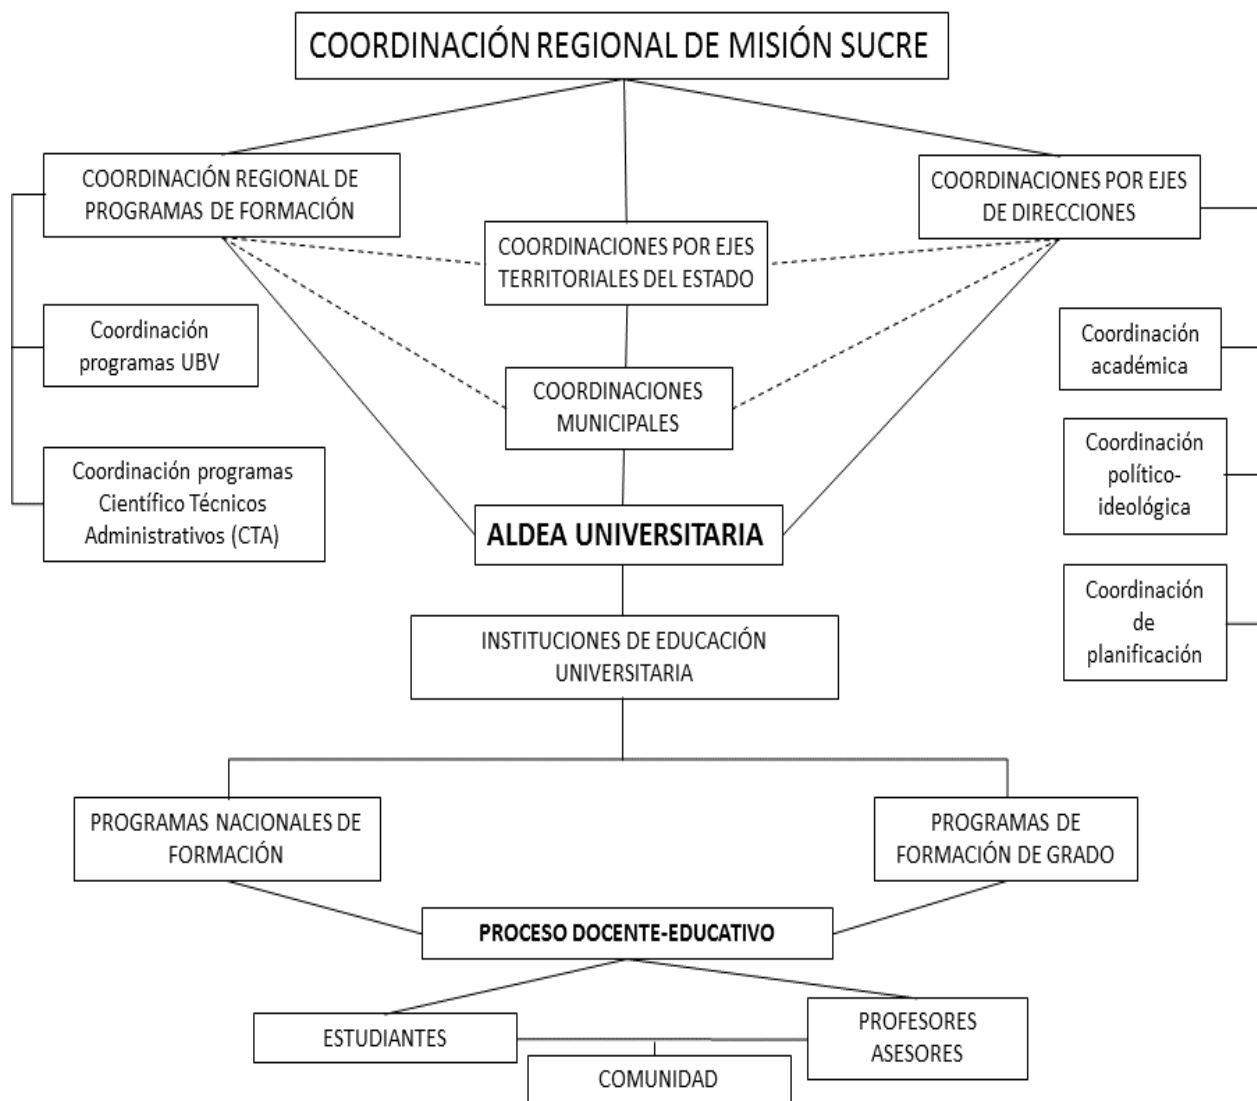 COORDINACIÓN REGIONAL DE MISIÓN SUCRE
COORDINACIÓN REGIONAL DE
PROGRAMAS DE FORMACIÓN
COORDINACIONES POR EJES
DE DIRECCIONES
COORDINACIONES POR EJES
TERRITORIALES DEL ESTADO
Coordinación
programas UBV
Coordinación
académica
COORDINACIONES
MUNICIPALES
Coordinación programas
Científico Técnicos
Administrativos (CTA)
Coordinación
político-
ideológica
ALDEA UNIVERSITARIA
Coordinación
de
planificación
INSTITUCIONES DE EDUCACIÓN
UNIVERSITARIA
PROGRAMAS NACIONALES DE
FORMACIÓN
PROGRAMAS DE
FORMACIÓN DE GRADO
PROCESO DOCENTE-EDUCATIVO
ESTUDIANTES
PROFESORES
ASESORES
COMUNIDAD